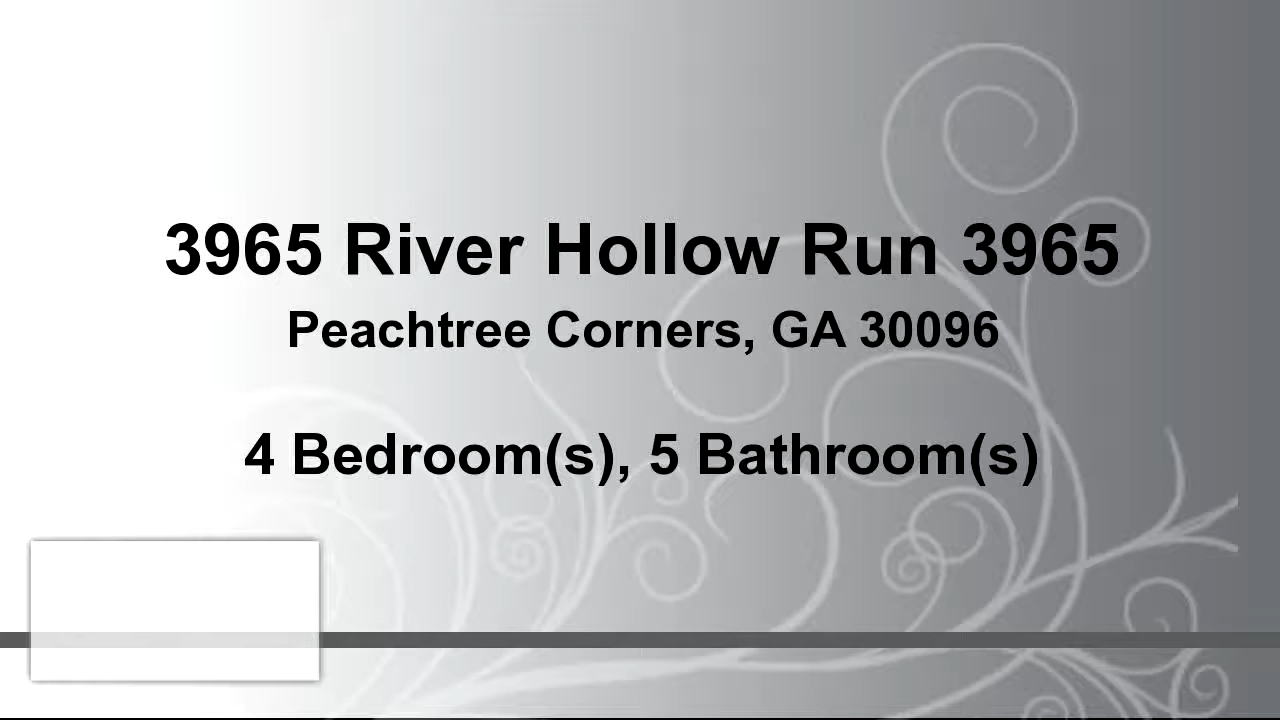 3965 River Hollow Run 3965
Peachtree Corners, GA 30096
4 Bedroom(s), 5 Bathroom(s)